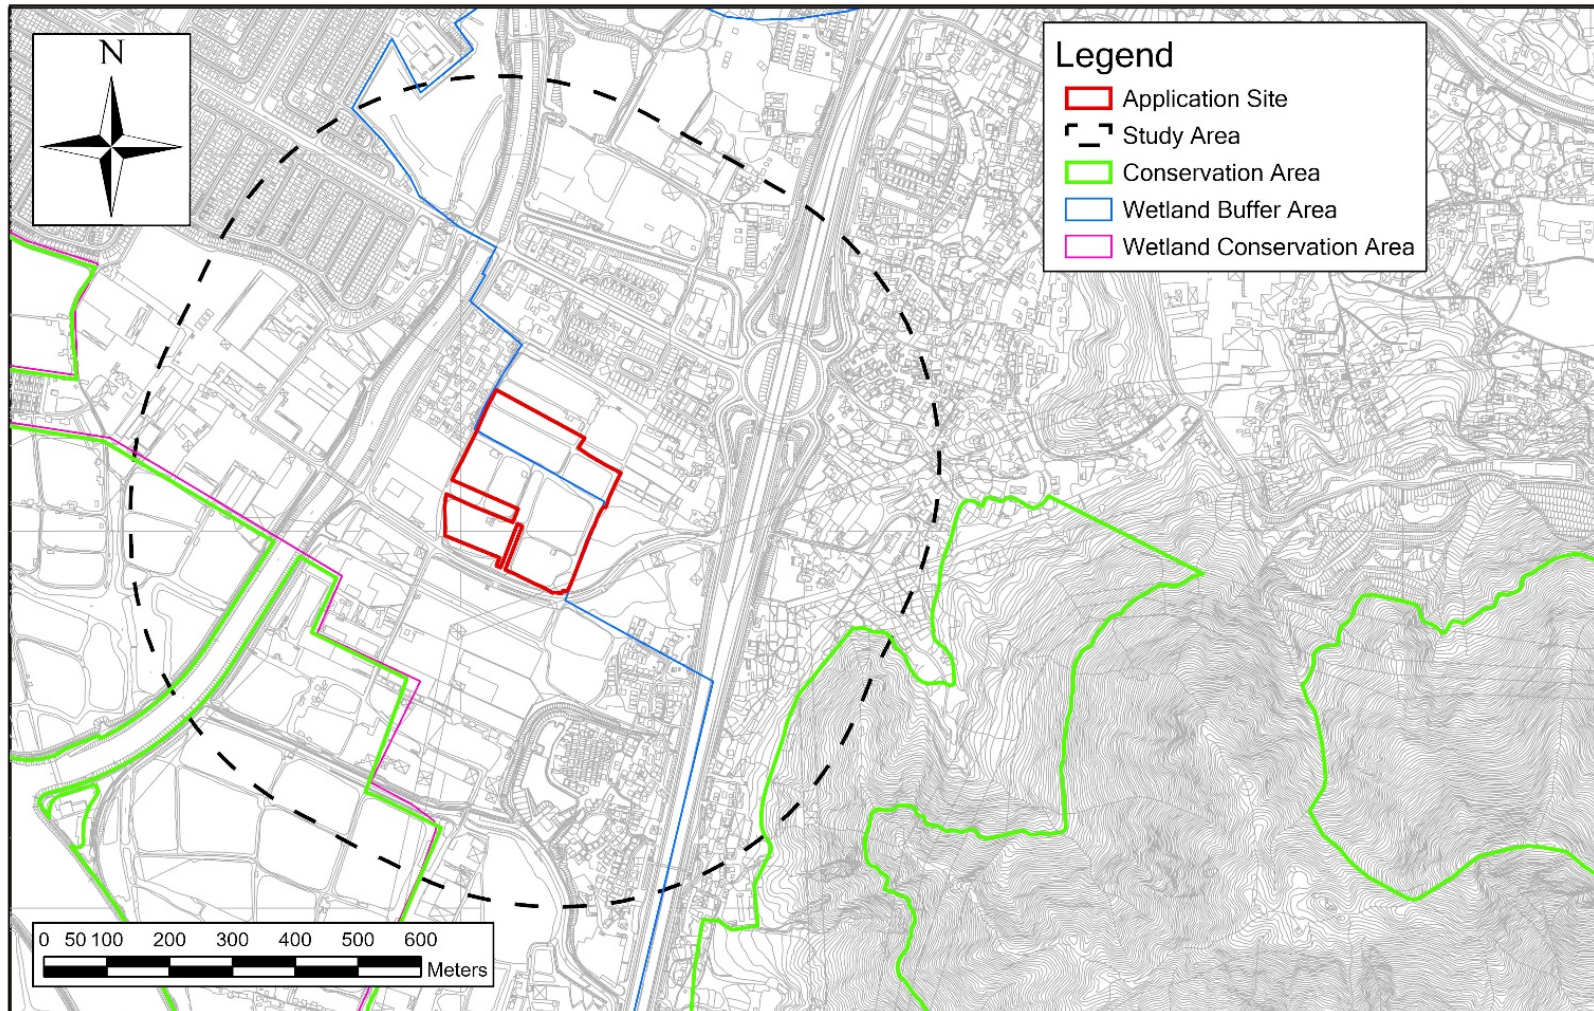 N
Legend
Application Site
Study Area
Conservation Area
Wetland Buffer Area
Wetland Conservation Area
0 50 100 200 300 400 500 600
Meters